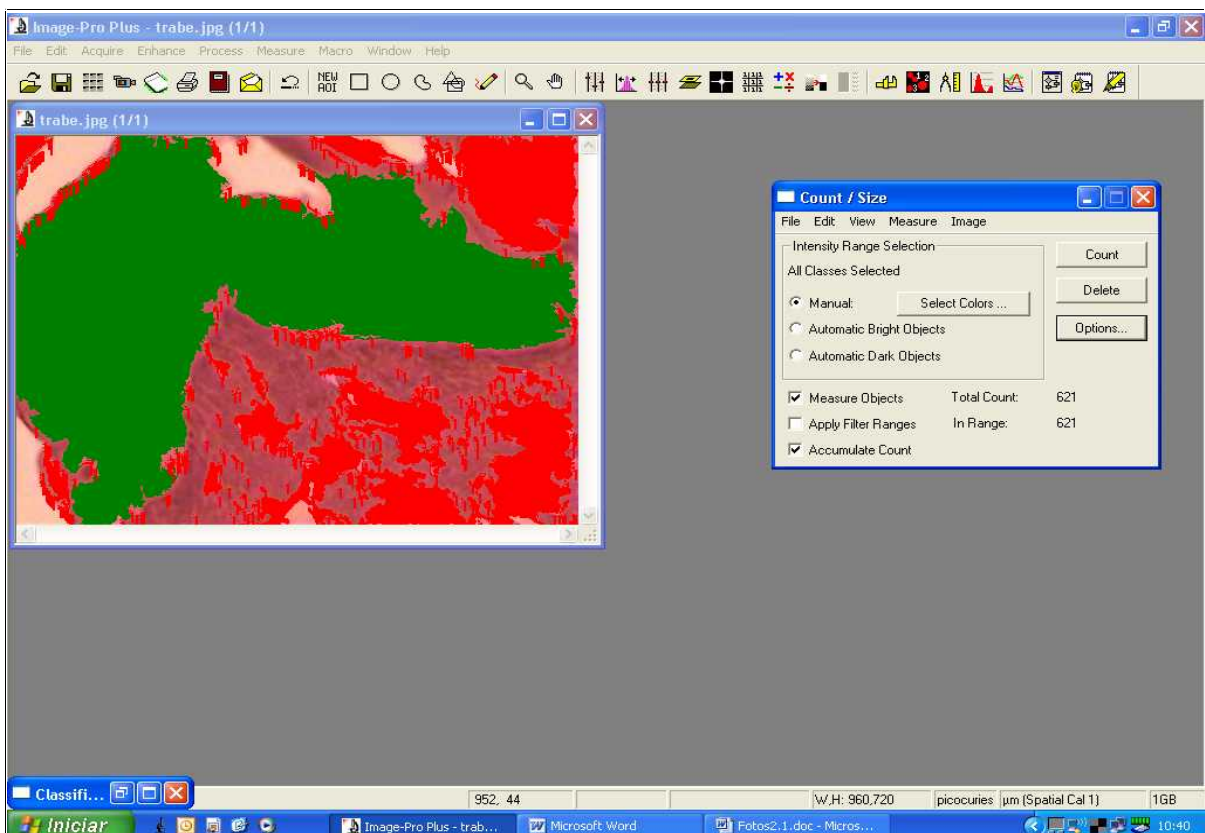 Image-Pro Plus - trabe.jpg (1/1)
File Edit Acquire Enhance Process Measure Macro Window Help
NEW AOI
trabe.jpg (1/1)
Count / Size
File Edit View Measure Image
Intensity Range Selection
All Classes Selected
Manual: Select Colors ...
Automatic Bright Objects
Automatic Dark Objects
Count
Delete
Options...
Measure Objects Total Count: 621
Apply Filter Ranges In Range: 621
Accumulate Count
Classifi...
952, 44 W,H: 960,720 picocuries µm (Spatial Cal 1) 1GB
Iniciar Image-Pro Plus - trab... Microsoft Word Fotos2.1.doc - Micros... 10:40